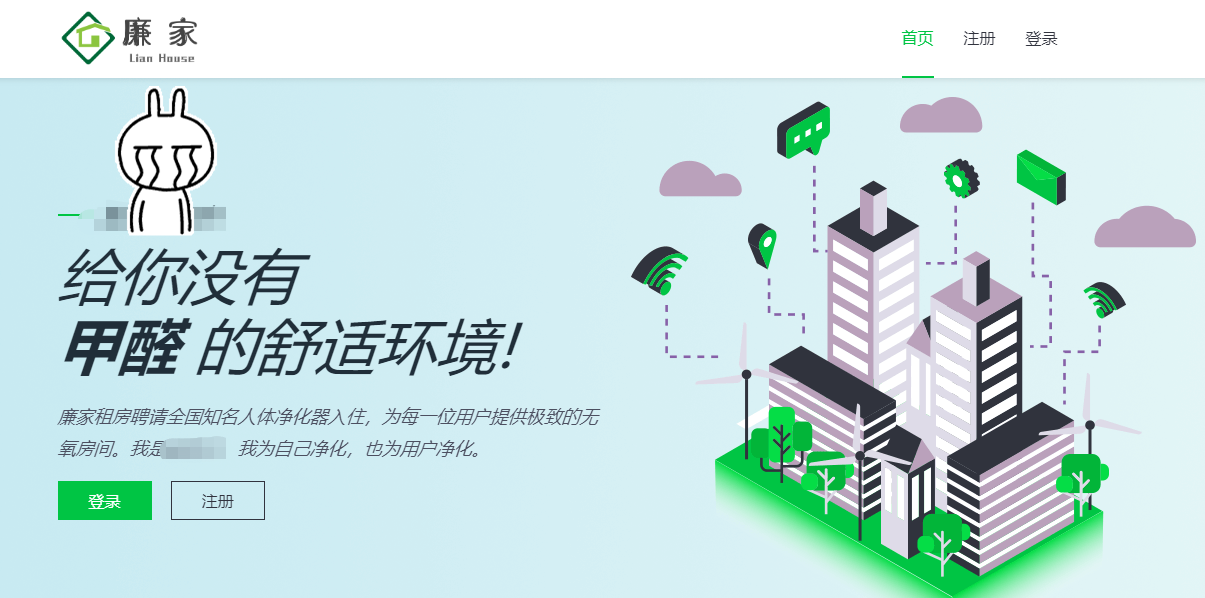 廉家
Lian House
首页
注册
登录
给你没有
甲醛 的舒适环境!
廉家租房聘请全国知名人体净化器入住，为每一位用户提供极致的无
氧房间。我是 我为自己净化，也为用户净化。
登录
注册